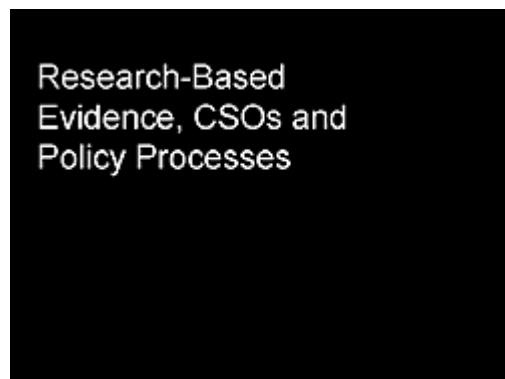 Research-Based
Evidence, CSOs and
Policy Processes